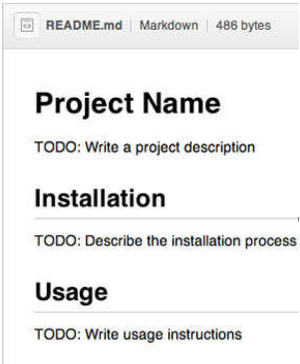 README.md | Markdown | 486 bytes
Project Name
TODO: Write a project description
Installation
TODO: Describe the installation process
Usage
TODO: Write usage instructions